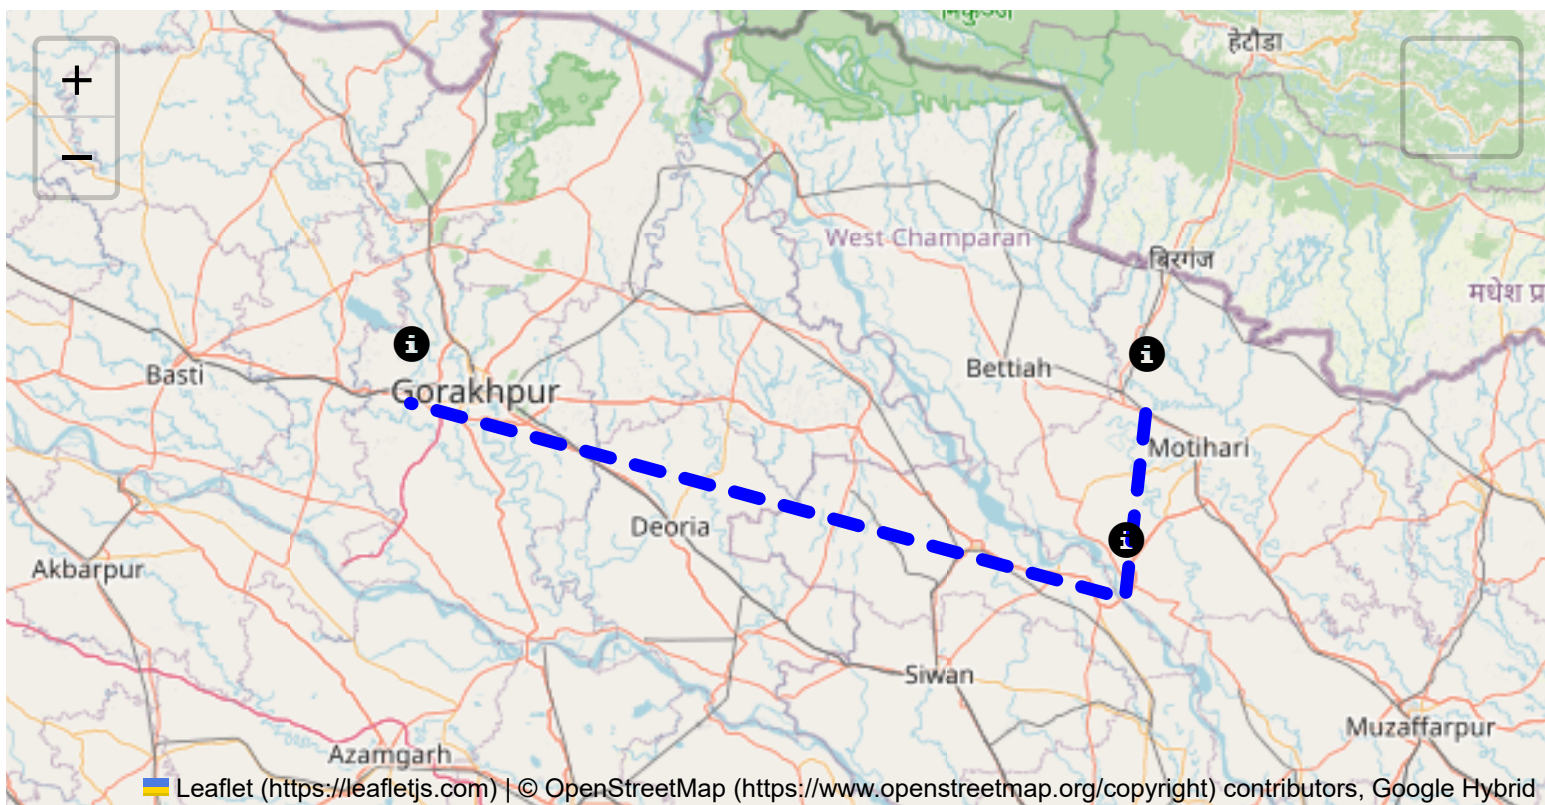 हेटौडा
+
−
West Champaran
बिरगंज
मधेश प्र
Bettiah
Basti
Gorakhpur
Motihari
Deoria
Akbarpur
Siwan
Muzaffarpur
Azamgarh
Leaflet (https://leafletjs.com) | © OpenStreetMap (https://www.openstreetmap.org/copyright) contributors, Google Hybrid